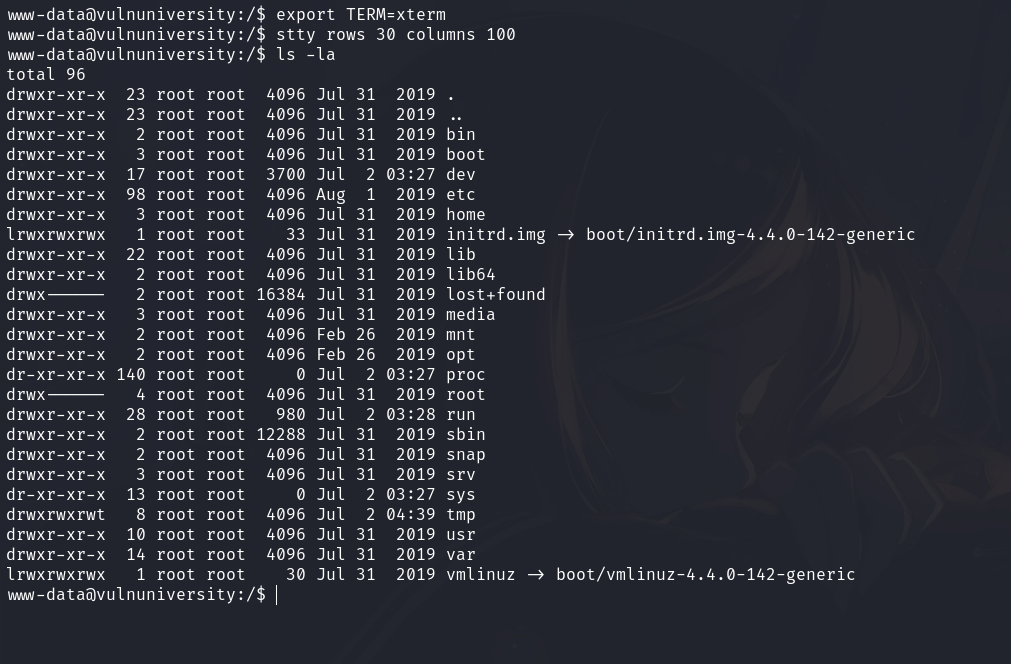 www-data@vulnuniversity:/$ export TERM=xterm
www-data@vulnuniversity:/$ stty rows 30 columns 100
www-data@vulnuniversity:/$ ls -la
total 96
drwxr-xr-x  23 root root  4096 Jul 31  2019 .
drwxr-xr-x  23 root root  4096 Jul 31  2019 ..
drwxr-xr-x   2 root root  4096 Jul 31  2019 bin
drwxr-xr-x   3 root root  4096 Jul 31  2019 boot
drwxr-xr-x  17 root root  3700 Jul  2 03:27 dev
drwxr-xr-x  98 root root  4096 Aug  1  2019 etc
drwxr-xr-x   3 root root  4096 Jul 31  2019 home
lrwxrwxrwx   1 root root    33 Jul 31  2019 initrd.img -> boot/initrd.img-4.4.0-142-generic
drwxr-xr-x  22 root root  4096 Jul 31  2019 lib
drwxr-xr-x   2 root root  4096 Jul 31  2019 lib64
drwx------   2 root root 16384 Jul 31  2019 lost+found
drwxr-xr-x   3 root root  4096 Jul 31  2019 media
drwxr-xr-x   2 root root  4096 Feb 26  2019 mnt
drwxr-xr-x   2 root root  4096 Feb 26  2019 opt
dr-xr-xr-x 140 root root     0 Jul  2 03:27 proc
drwx------   4 root root  4096 Jul 31  2019 root
drwxr-xr-x  28 root root   980 Jul  2 03:28 run
drwxr-xr-x   2 root root 12288 Jul 31  2019 sbin
drwxr-xr-x   2 root root  4096 Jul 31  2019 snap
drwxr-xr-x   3 root root  4096 Jul 31  2019 srv
dr-xr-xr-x  13 root root     0 Jul  2 03:27 sys
drwxrwxrwt   8 root root  4096 Jul  2 04:39 tmp
drwxr-xr-x  10 root root  4096 Jul 31  2019 usr
drwxr-xr-x  14 root root  4096 Jul 31  2019 var
lrwxrwxrwx   1 root root    30 Jul 31  2019 vmlinuz -> boot/vmlinuz-4.4.0-142-generic
www-data@vulnuniversity:/$